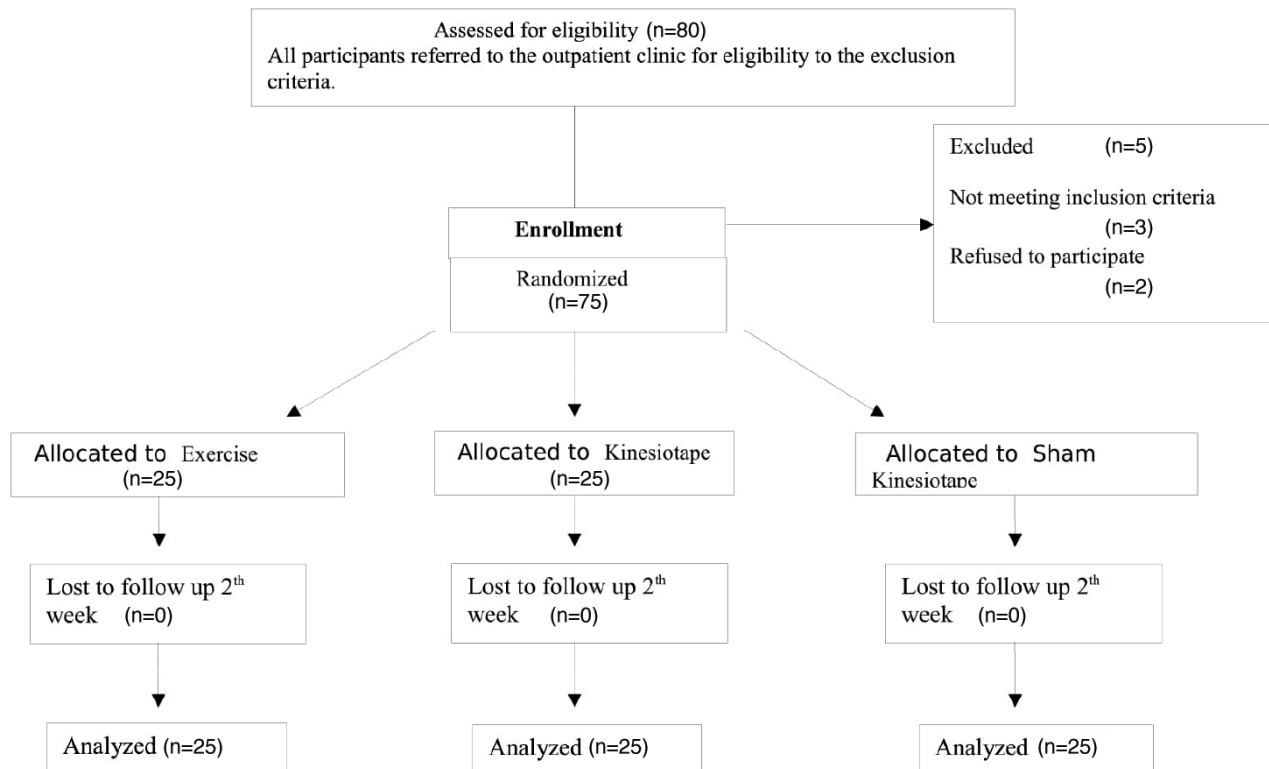 Assessed for eligibility (n=80)
All participants referred to the outpatient clinic for eligibility to the exclusion
criteria.
Excluded (n=5)
Not meeting inclusion criteria
(n=3)
Refused to participate
(n=2)
Enrollment
Randomized
(n=75)
Allocated to Exercise
(n=25)
Allocated to Kinesiotape
(n=25)
Allocated to Sham
Kinesiotape
Lost to follow up 2th
week (n=0)
Lost to follow up 2th
week (n=0)
Lost to follow up 2th
week (n=0)
Analyzed (n=25)
Analyzed (n=25)
Analyzed (n=25)